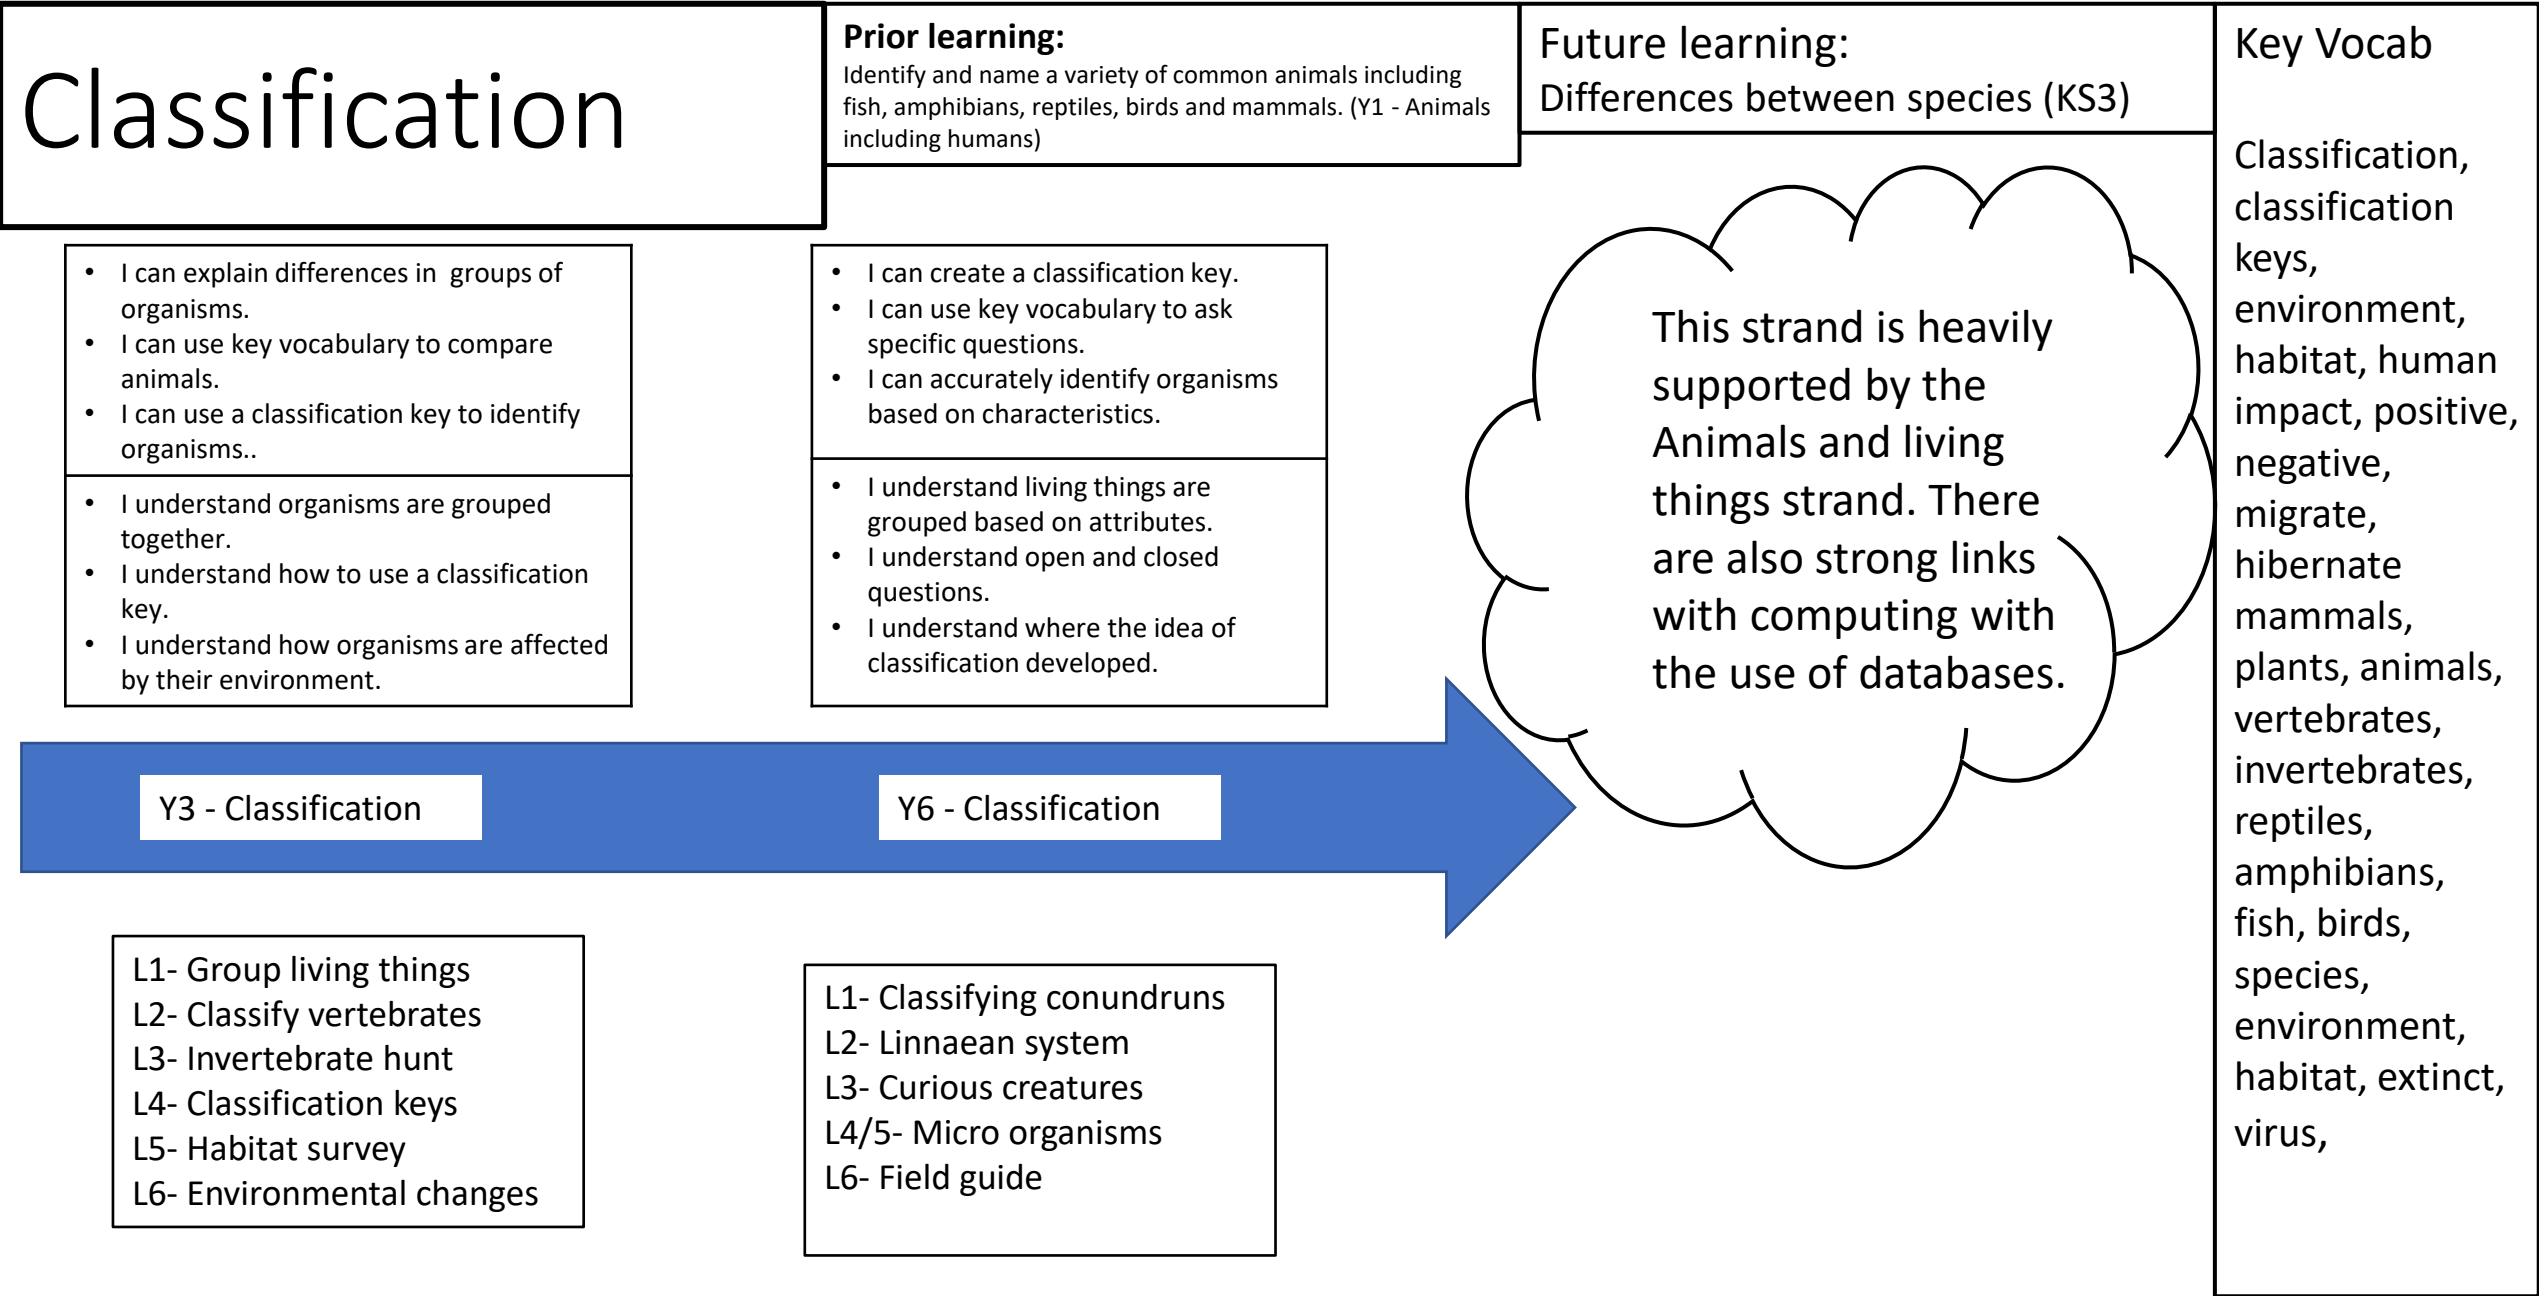 Classification
Prior learning:
Identify and name a variety of common animals including
fish, amphibians, reptiles, birds and mammals. (Y1 - Animals
including humans)
Future learning:
Differences between species (KS3)
Key Vocab
Classification,
classification
keys,
environment,
habitat, human
impact, positive,
negative,
migrate,
hibernate
mammals,
plants, animals,
vertebrates,
invertebrates,
reptiles,
amphibians,
fish, birds,
species,
environment,
habitat, extinct,
virus,
• I can explain differences in groups of
organisms.
• I can use key vocabulary to compare
animals.
• I can use a classification key to identify
organisms..
• I understand organisms are grouped
together.
• I understand how to use a classification
key.
• I understand how organisms are affected
by their environment.
• I can create a classification key.
• I can use key vocabulary to ask
specific questions.
• I can accurately identify organisms
based on characteristics.
• I understand living things are
grouped based on attributes.
• I understand open and closed
questions.
• I understand where the idea of
classification developed.
This strand is heavily
supported by the
Animals and living
things strand. There
are also strong links
with computing with
the use of databases.
Y3 - Classification
Y6 - Classification
L1- Group living things
L2- Classify vertebrates
L3- Invertebrate hunt
L4- Classification keys
L5- Habitat survey
L6- Environmental changes
L1- Classifying conundruns
L2- Linnaean system
L3- Curious creatures
L4/5- Micro organisms
L6- Field guide